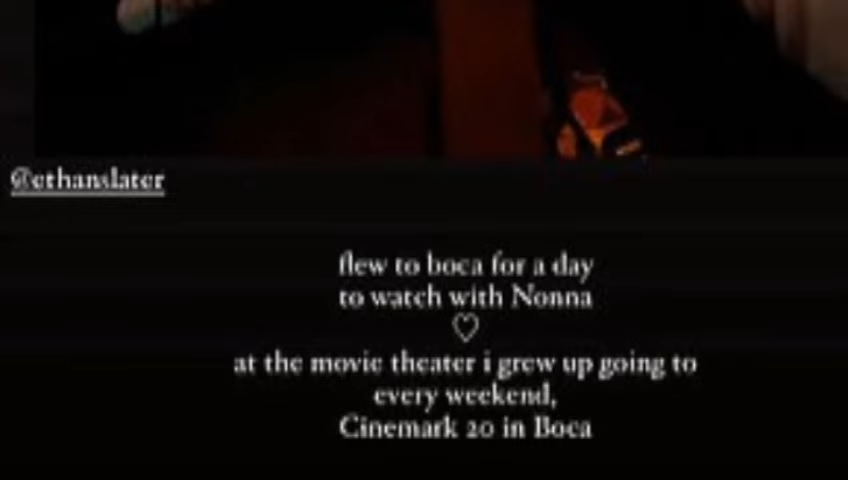 @ethanslater
flew to boca for a day
to watch with Nonna
♡
at the movie theater i grew up going to
every weekend,
Cinemark 20 in Boca